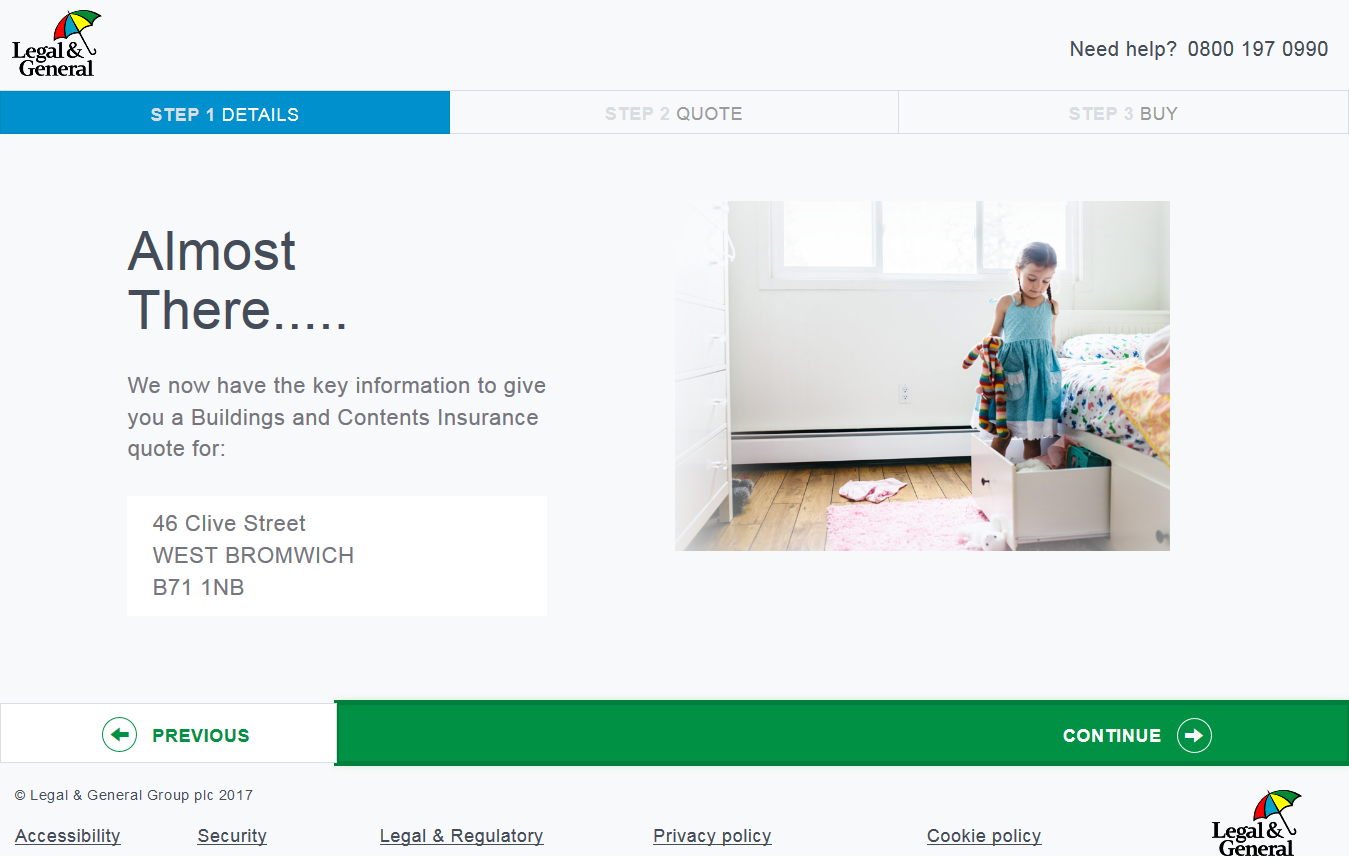 Legal &
General
Need help? 0800 197 0990
STEP 1 DETAILS
STEP 2 QUOTE
STEP 3 BUY
Almost
There.....
We now have the key information to give
you a Buildings and Contents Insurance
quote for:
46 Clive Street
WEST BROMWICH
B71 1NB
PREVIOUS
CONTINUE
© Legal & General Group plc 2017
Accessibility
Security
Legal & Regulatory
Privacy policy
Cookie policy
Legal &
General